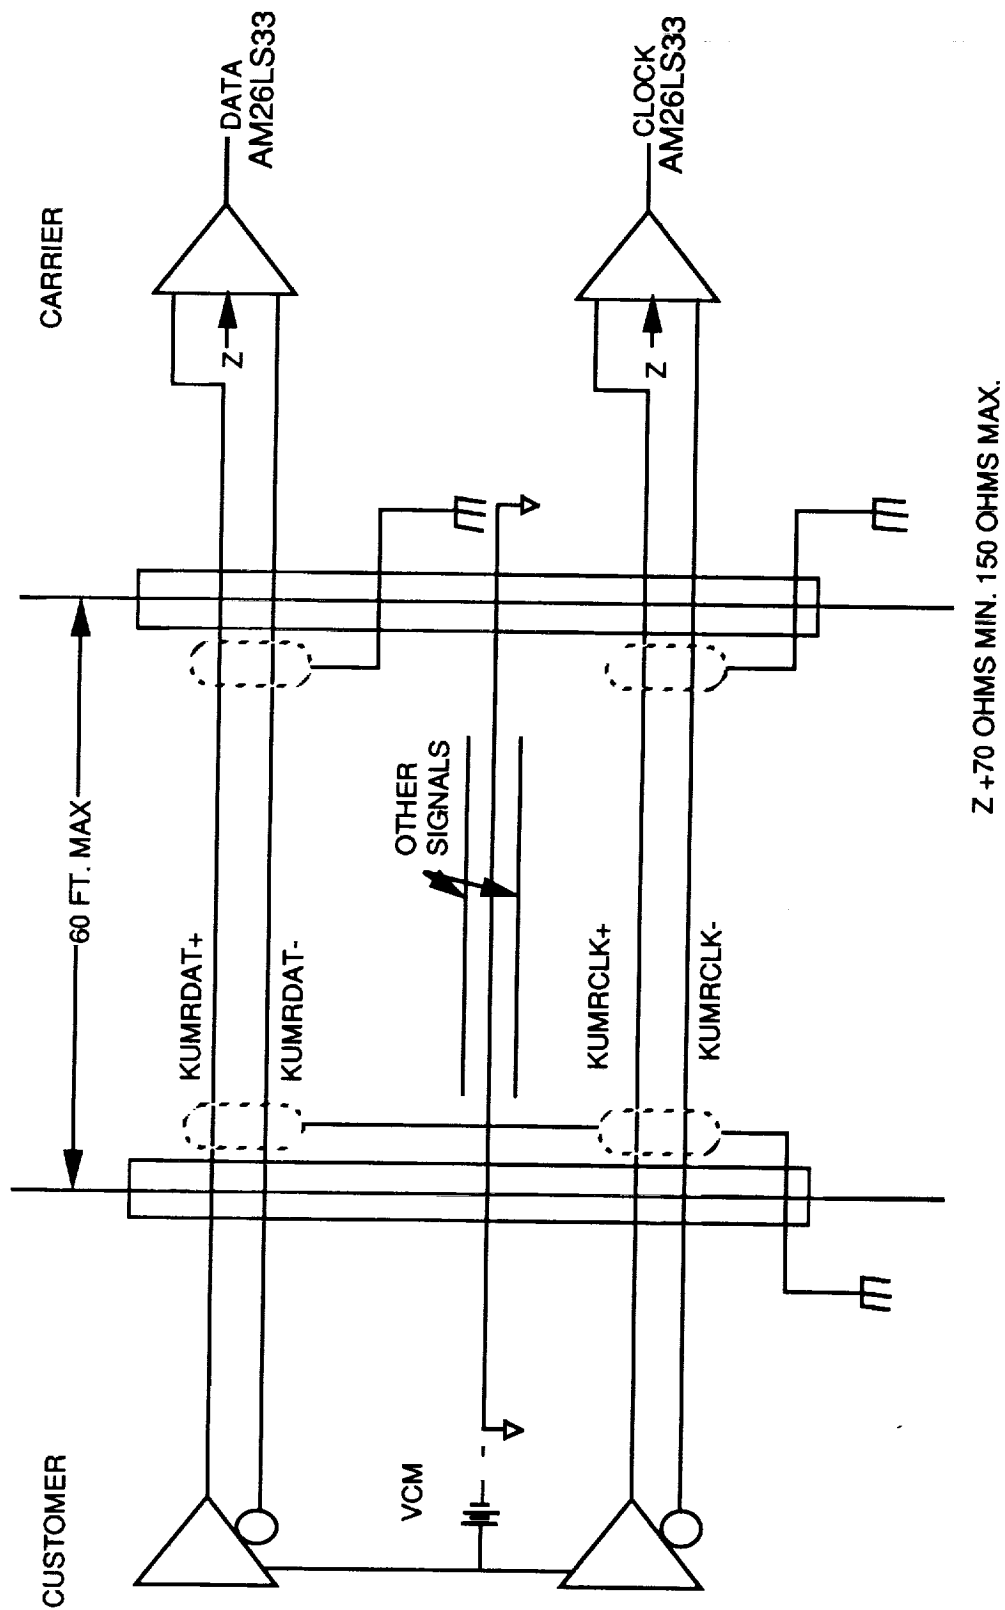 CUSTOMER
CARRIER
60 FT. MAX
KUMRDAT+
KUMRDAT-
Z
DATA
AM26LS33
VCM
OTHER
SIGNALS
KUMRCLK+
KUMRCLK-
Z
CLOCK
AM26LS33
Z +70 OHMS MIN. 150 OHMS MAX.